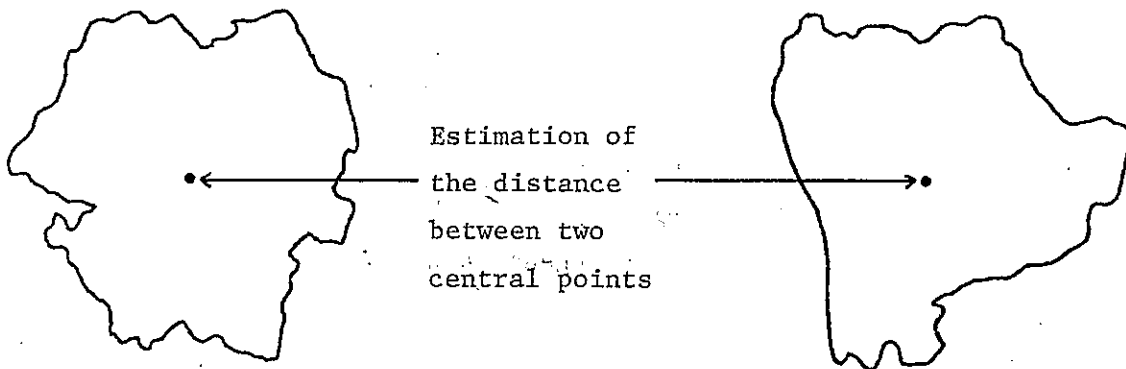 Estimation of
the distance
between two
central points